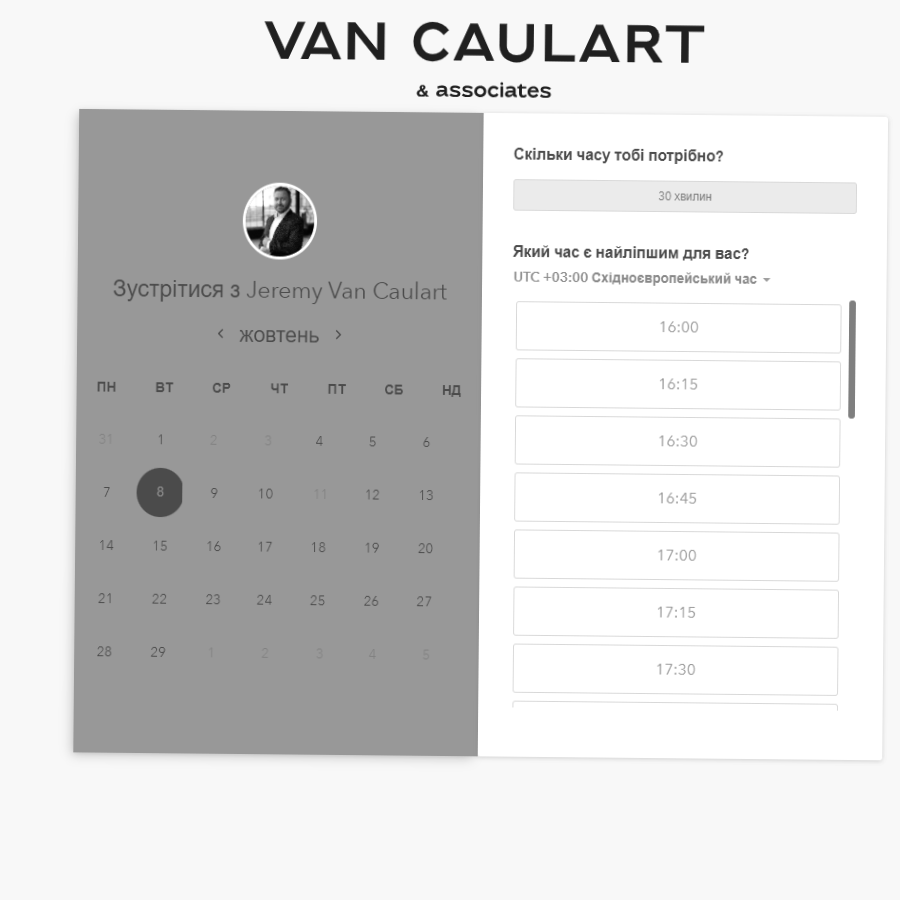 VAN CAULART
& associates
Зустрітися з Jeremy Van Caulart
жовтень
ПН ВТ СР ЧТ ПТ СБ НД
31 1 2 3 4 5 6
7 8 9 10 11 12 13
14 15 16 17 18 19 20
21 22 23 24 25 26 27
28 29 1 2 3 4 5
Скільки часу тобі потрібно?
30 хвилин
Який час є найліпшим для вас?
UTC +03:00 Східноєвропейський час
16:00
16:15
16:30
16:45
17:00
17:15
17:30